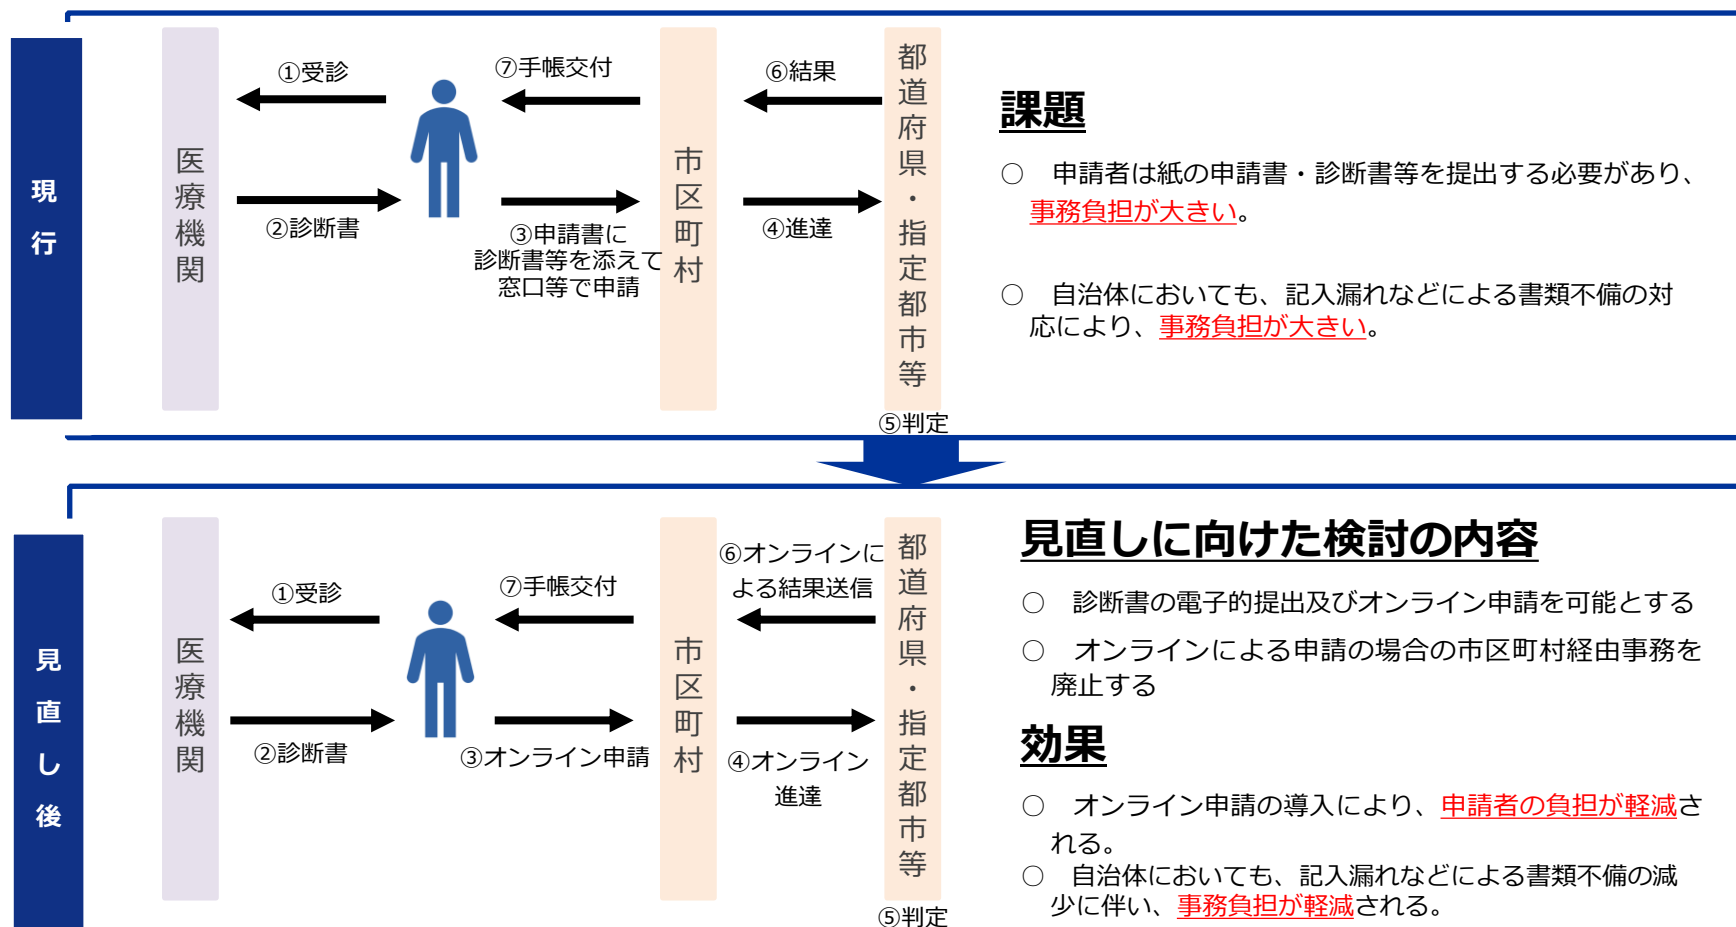 現行
医療機関
①受診
②診断書
⑦手帳交付
③申請書に
診断書等を添えて
窓口等で申請
市区町村
⑥結果
④進達
都道府県・指定都市等
⑤判定
課題
○　申請者は紙の申請書・診断書等を提出する必要があり、
事務負担が大きい。
○　自治体においても、記入漏れなどによる書類不備の対
応により、事務負担が大きい。
見直し後
医療機関
①受診
②診断書
⑦手帳交付
③オンライン申請
市区町村
⑥オンラインに
よる結果送信
④オンライン
進達
都道府県・指定都市等
⑤判定
見直しに向けた検討の内容
○　診断書の電子的提出及びオンライン申請を可能とする
○　オンラインによる申請の場合の市区町村経由事務を
廃止する
効果
○　オンライン申請の導入により、申請者の負担が軽減さ
れる。
○　自治体においても、記入漏れなどによる書類不備の減
少に伴い、事務負担が軽減される。